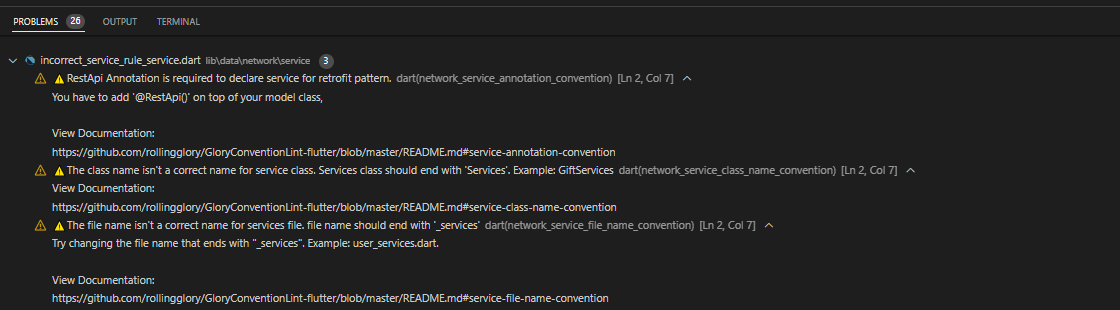 PROBLEMS 26 OUTPUT TERMINAL
incorrect_service_rule_service.dart lib\data\network\service 3
RestApi Annotation is required to declare service for retrofit pattern. dart(network_service_annotation_convention) [Ln 2, Col 7]
You have to add '@RestApi()' on top of your model class,
View Documentation:
https://github.com/rollingglory/GloryConventionLint-flutter/blob/master/README.md#service-annotation-convention
The class name isn't a correct name for service class. Services class should end with 'Services'. Example: GiftServices dart(network_service_class_name_convention) [Ln 2, Col 7]
View Documentation:
https://github.com/rollingglory/GloryConventionLint-flutter/blob/master/README.md#service-class-name-convention
The file name isn't a correct name for services file. file name should end with '_services' dart(network_service_file_name_convention) [Ln 2, Col 7]
Try changing the file name that ends with "_services". Example: user_services.dart.
View Documentation:
https://github.com/rollingglory/GloryConventionLint-flutter/blob/master/README.md#service-file-name-convention